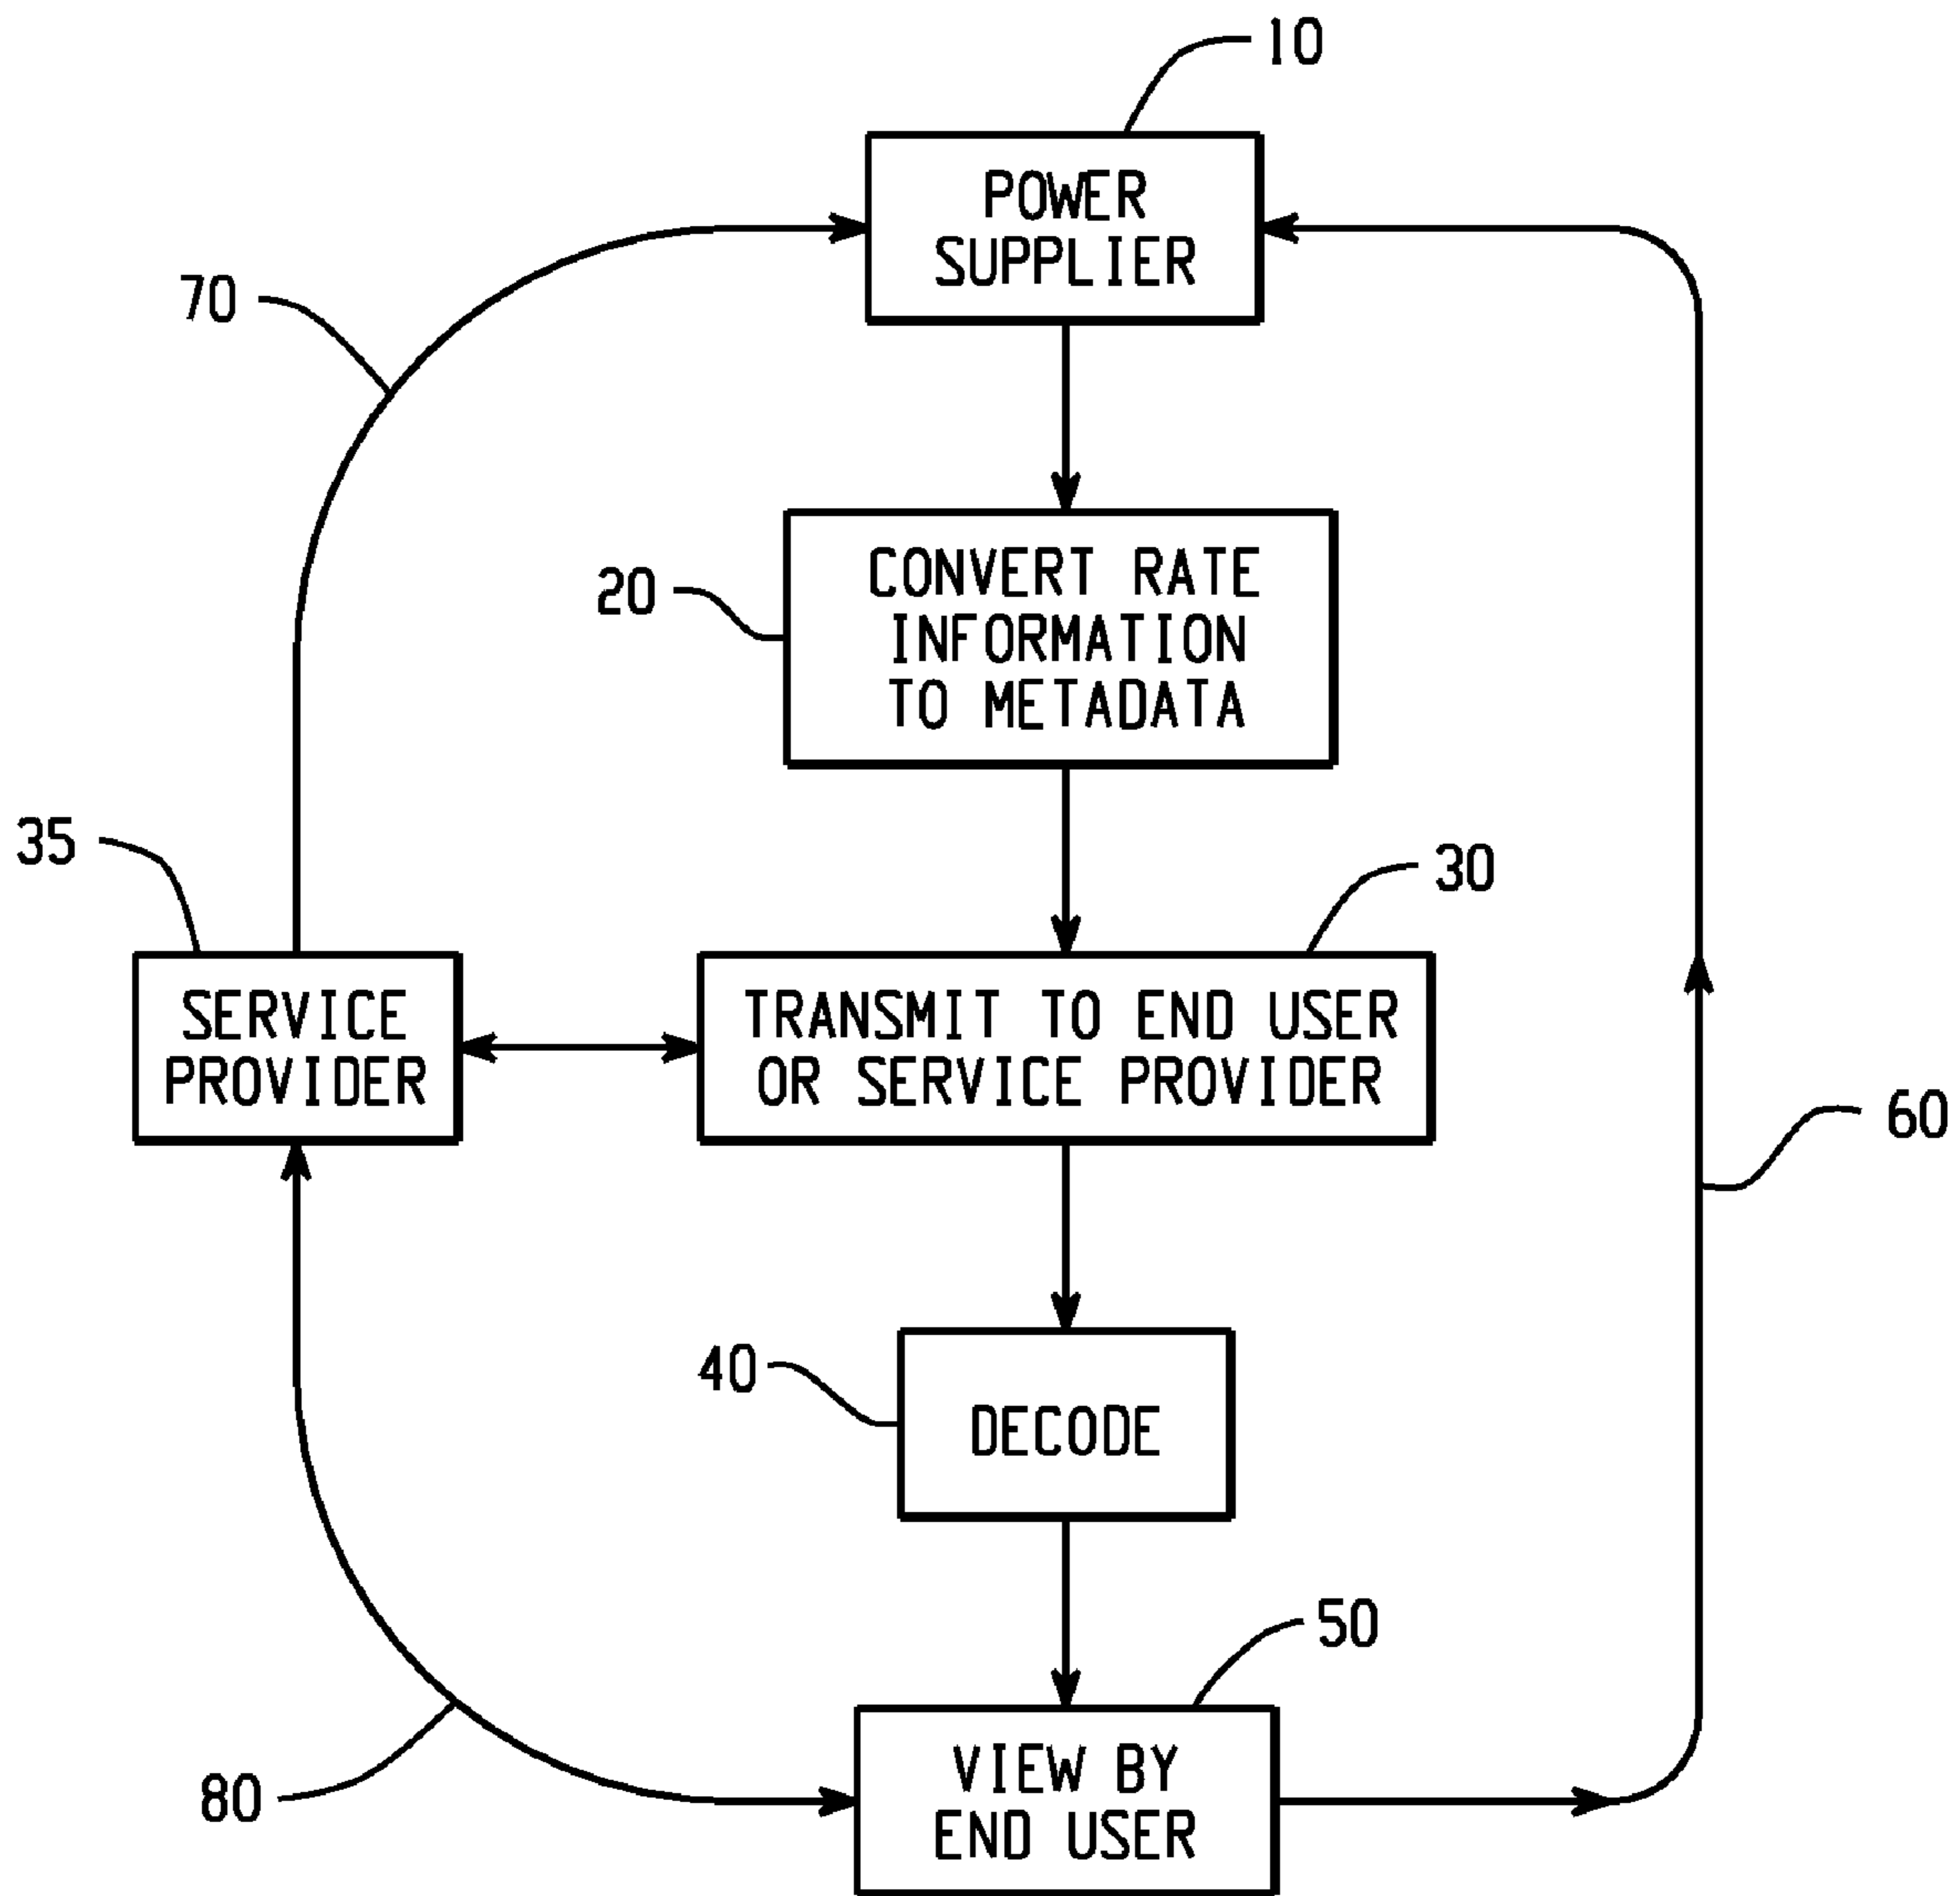 10
POWER
SUPPLIER
70
20
CONVERT RATE
INFORMATION
TO METADATA
35
30
SERVICE
PROVIDER
TRANSMIT TO END USER
OR SERVICE PROVIDER
60
40
DECODE
50
80
VIEW BY
END USER